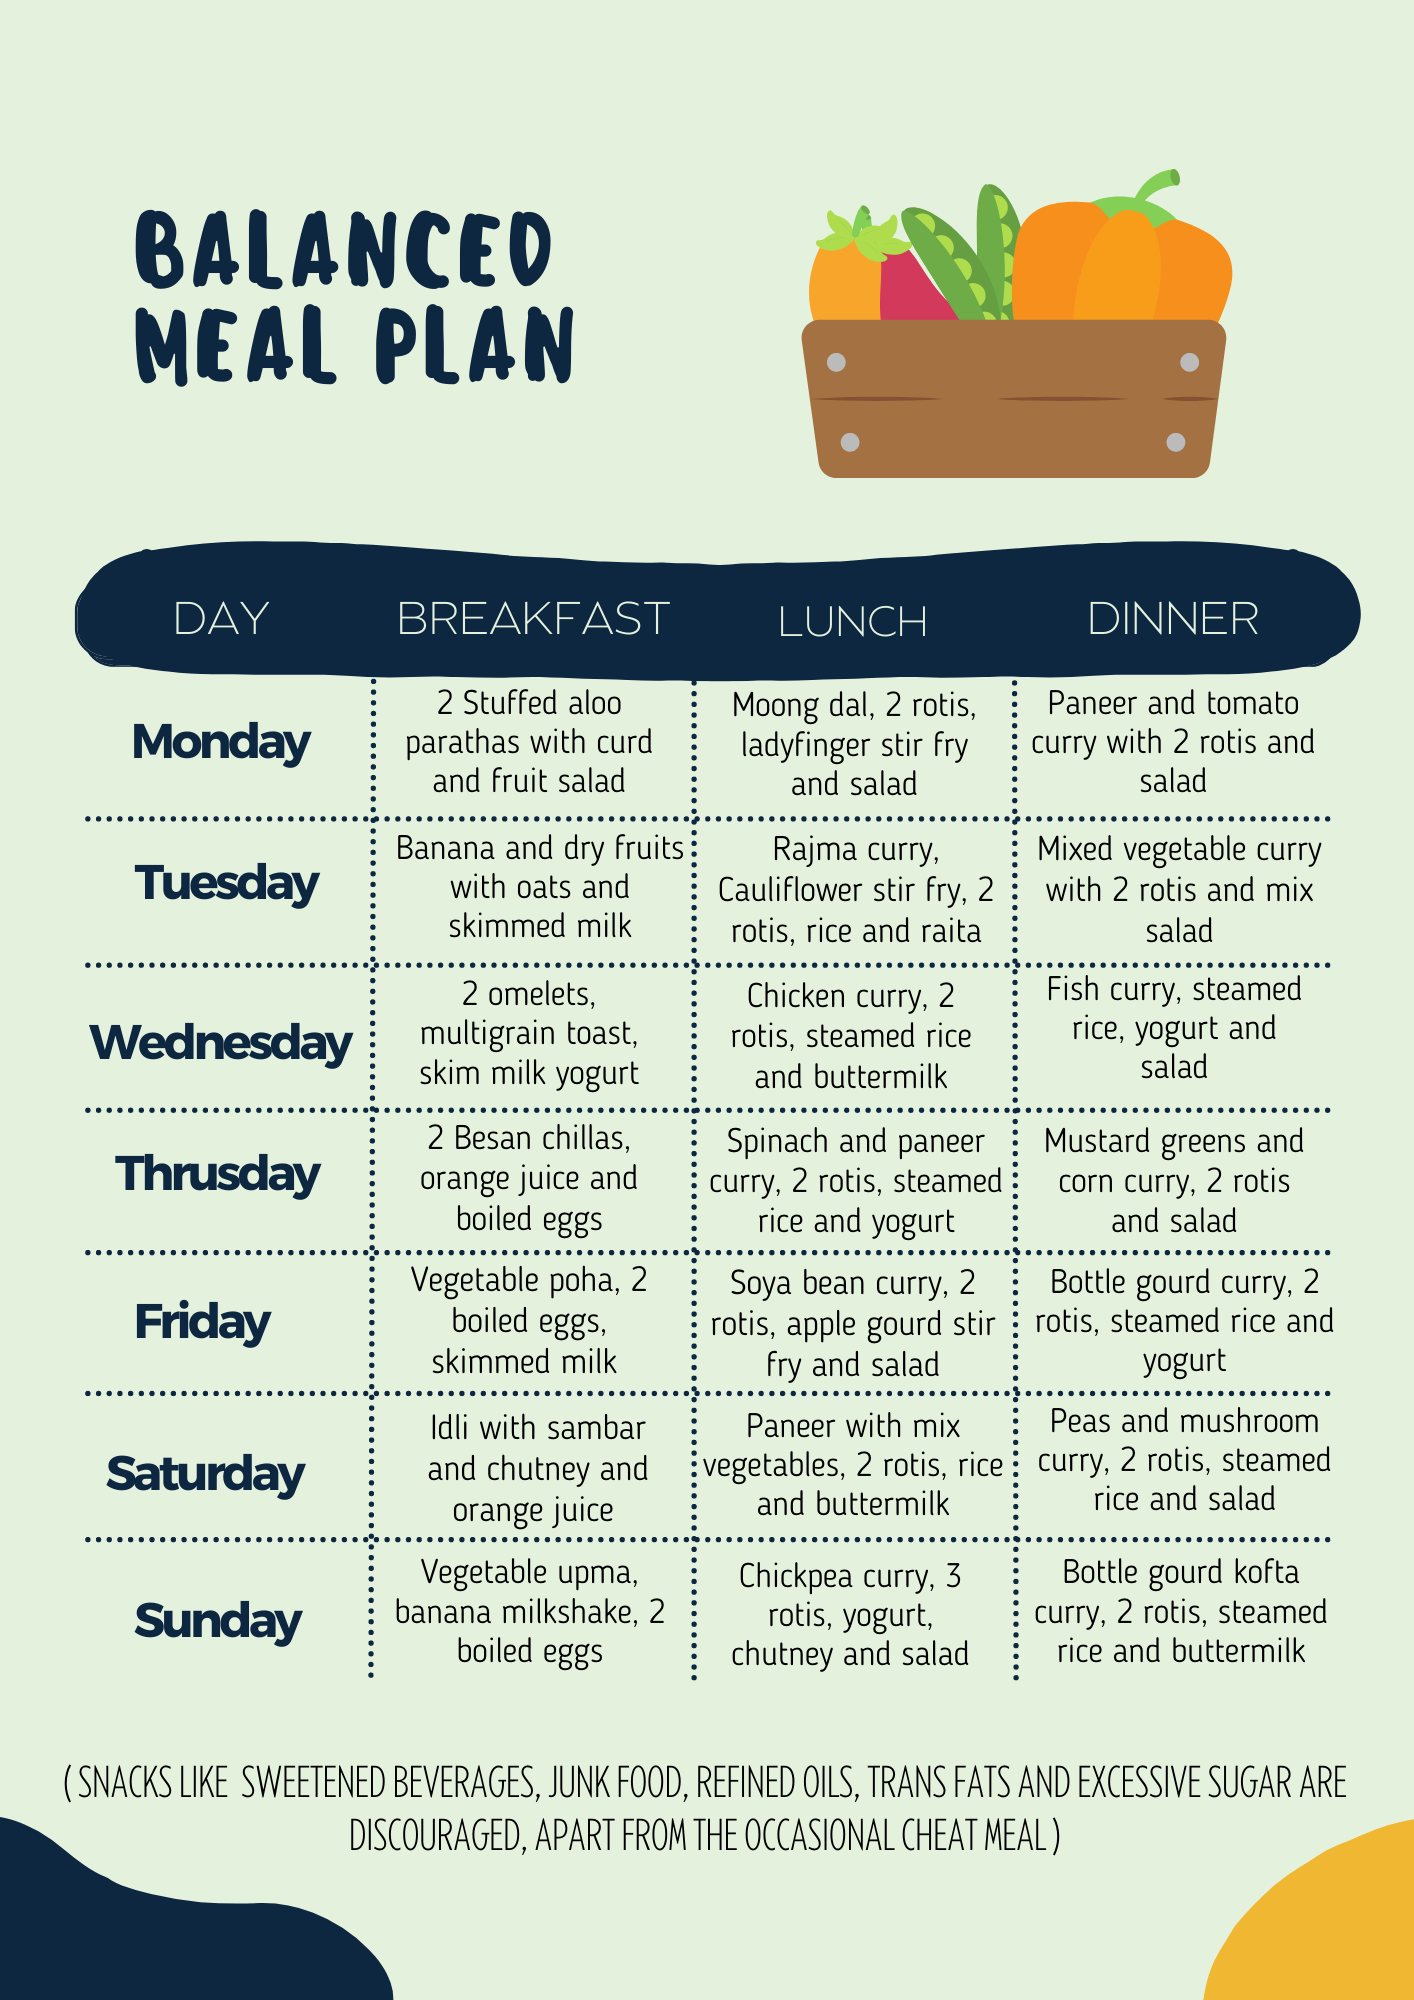 BALANCED
MEAL PLAN
DAY BREAKFAST LUNCH DINNER
Monday
2 Stuffed aloo
parathas with curd
and fruit salad
Moong dal, 2 rotis,
ladyfinger stir fry
and salad
Paneer and tomato
curry with 2 rotis and
salad
Tuesday
Banana and dry fruits
with oats and
skimmed milk
Rajma curry,
Cauliflower stir fry, 2
rotis, rice and raita
Mixed vegetable curry
with 2 rotis and mix
salad
Wednesday
2 omelets,
multigrain toast,
skim milk yogurt
Chicken curry, 2
rotis, steamed rice
and buttermilk
Fish curry, steamed
rice, yogurt and
salad
Thrusday
2 Besan chillas,
orange juice and
boiled eggs
Spinach and paneer
curry, 2 rotis, steamed
rice and yogurt
Mustard greens and
corn curry, 2 rotis
and salad
Friday
Vegetable poha, 2
boiled eggs,
skimmed milk
Soya bean curry, 2
rotis, apple gourd stir
fry and salad
Bottle gourd curry, 2
rotis, steamed rice and
yogurt
Saturday
Idli with sambar
and chutney and
orange juice
Paneer with mix
vegetables, 2 rotis, rice
and buttermilk
Peas and mushroom
curry, 2 rotis, steamed
rice and salad
Sunday
Vegetable upma,
banana milkshake, 2
boiled eggs
Chickpea curry, 3
rotis, yogurt,
chutney and salad
Bottle gourd kofta
curry, 2 rotis, steamed
rice and buttermilk
( SNACKS LIKE SWEETENED BEVERAGES, JUNK FOOD, REFINED OILS, TRANS FATS AND EXCESSIVE SUGAR ARE
DISCOURAGED, APART FROM THE OCCASIONAL CHEAT MEAL )